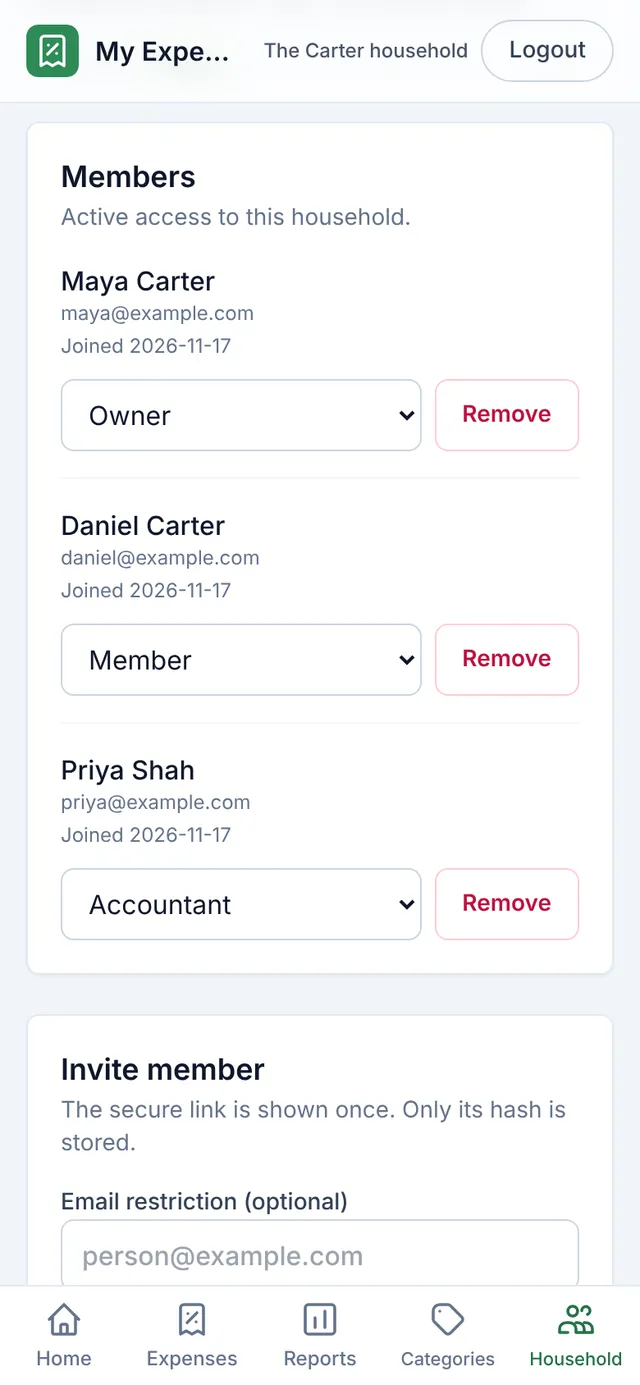 My Expe...
The Carter household
Logout
Members
Active access to this household.
Maya Carter
maya@example.com
Joined 2026-11-17
Owner
Remove
Daniel Carter
daniel@example.com
Joined 2026-11-17
Member
Remove
Priya Shah
priya@example.com
Joined 2026-11-17
Accountant
Remove
Invite member
The secure link is shown once. Only its hash is
stored.
Email restriction (optional)
person@example.com
Home
Expenses
Reports
Categories
Household